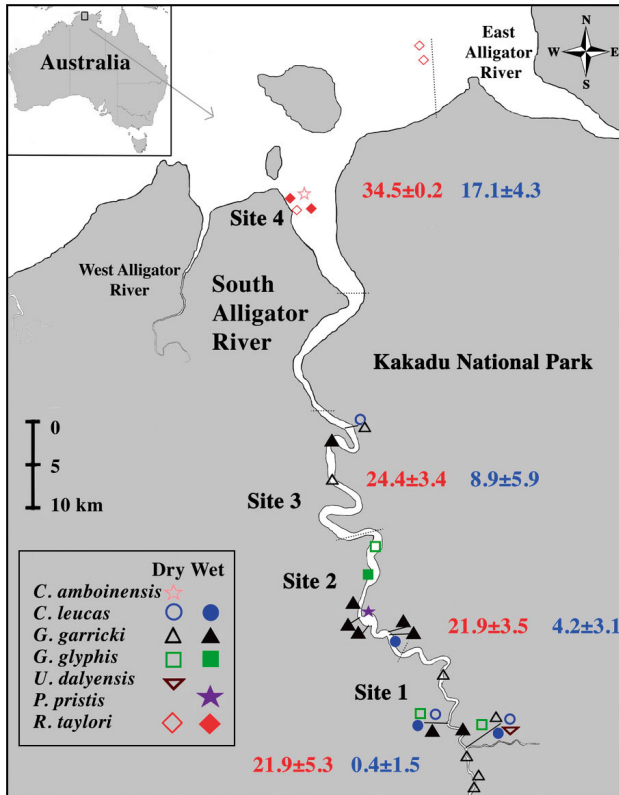 Australia
East
Alligator
River
N
W E
S
34.5±0.2 17.1±4.3
Site 4
West Alligator
River
South
Alligator
River
Kakadu National Park
0
5
10 km
24.4±3.4 8.9±5.9
Site 3
Site 2
21.9±3.5 4.2±3.1
Site 1
21.9±5.3 0.4±1.5
Dry Wet
C. amboinensis
C. leucas
G. garricki
G. glyphis
U. dalyensis
P. pristis
R. taylori